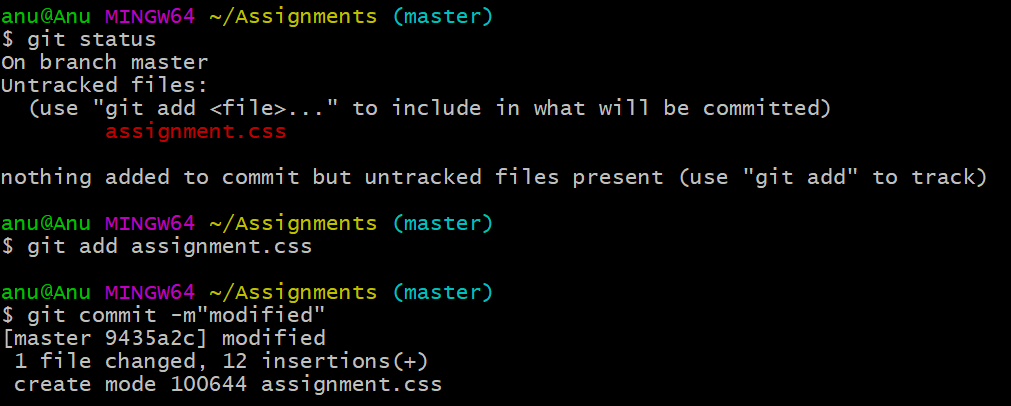 anu@Anu MINGW64 ~/Assignments (master)
$ git status
On branch master
Untracked files:
  (use "git add <file>..." to include in what will be committed)
        assignment.css

nothing added to commit but untracked files present (use "git add" to track)

anu@Anu MINGW64 ~/Assignments (master)
$ git add assignment.css

anu@Anu MINGW64 ~/Assignments (master)
$ git commit -m"modified"
[master 9435a2c] modified
 1 file changed, 12 insertions(+)
 create mode 100644 assignment.css